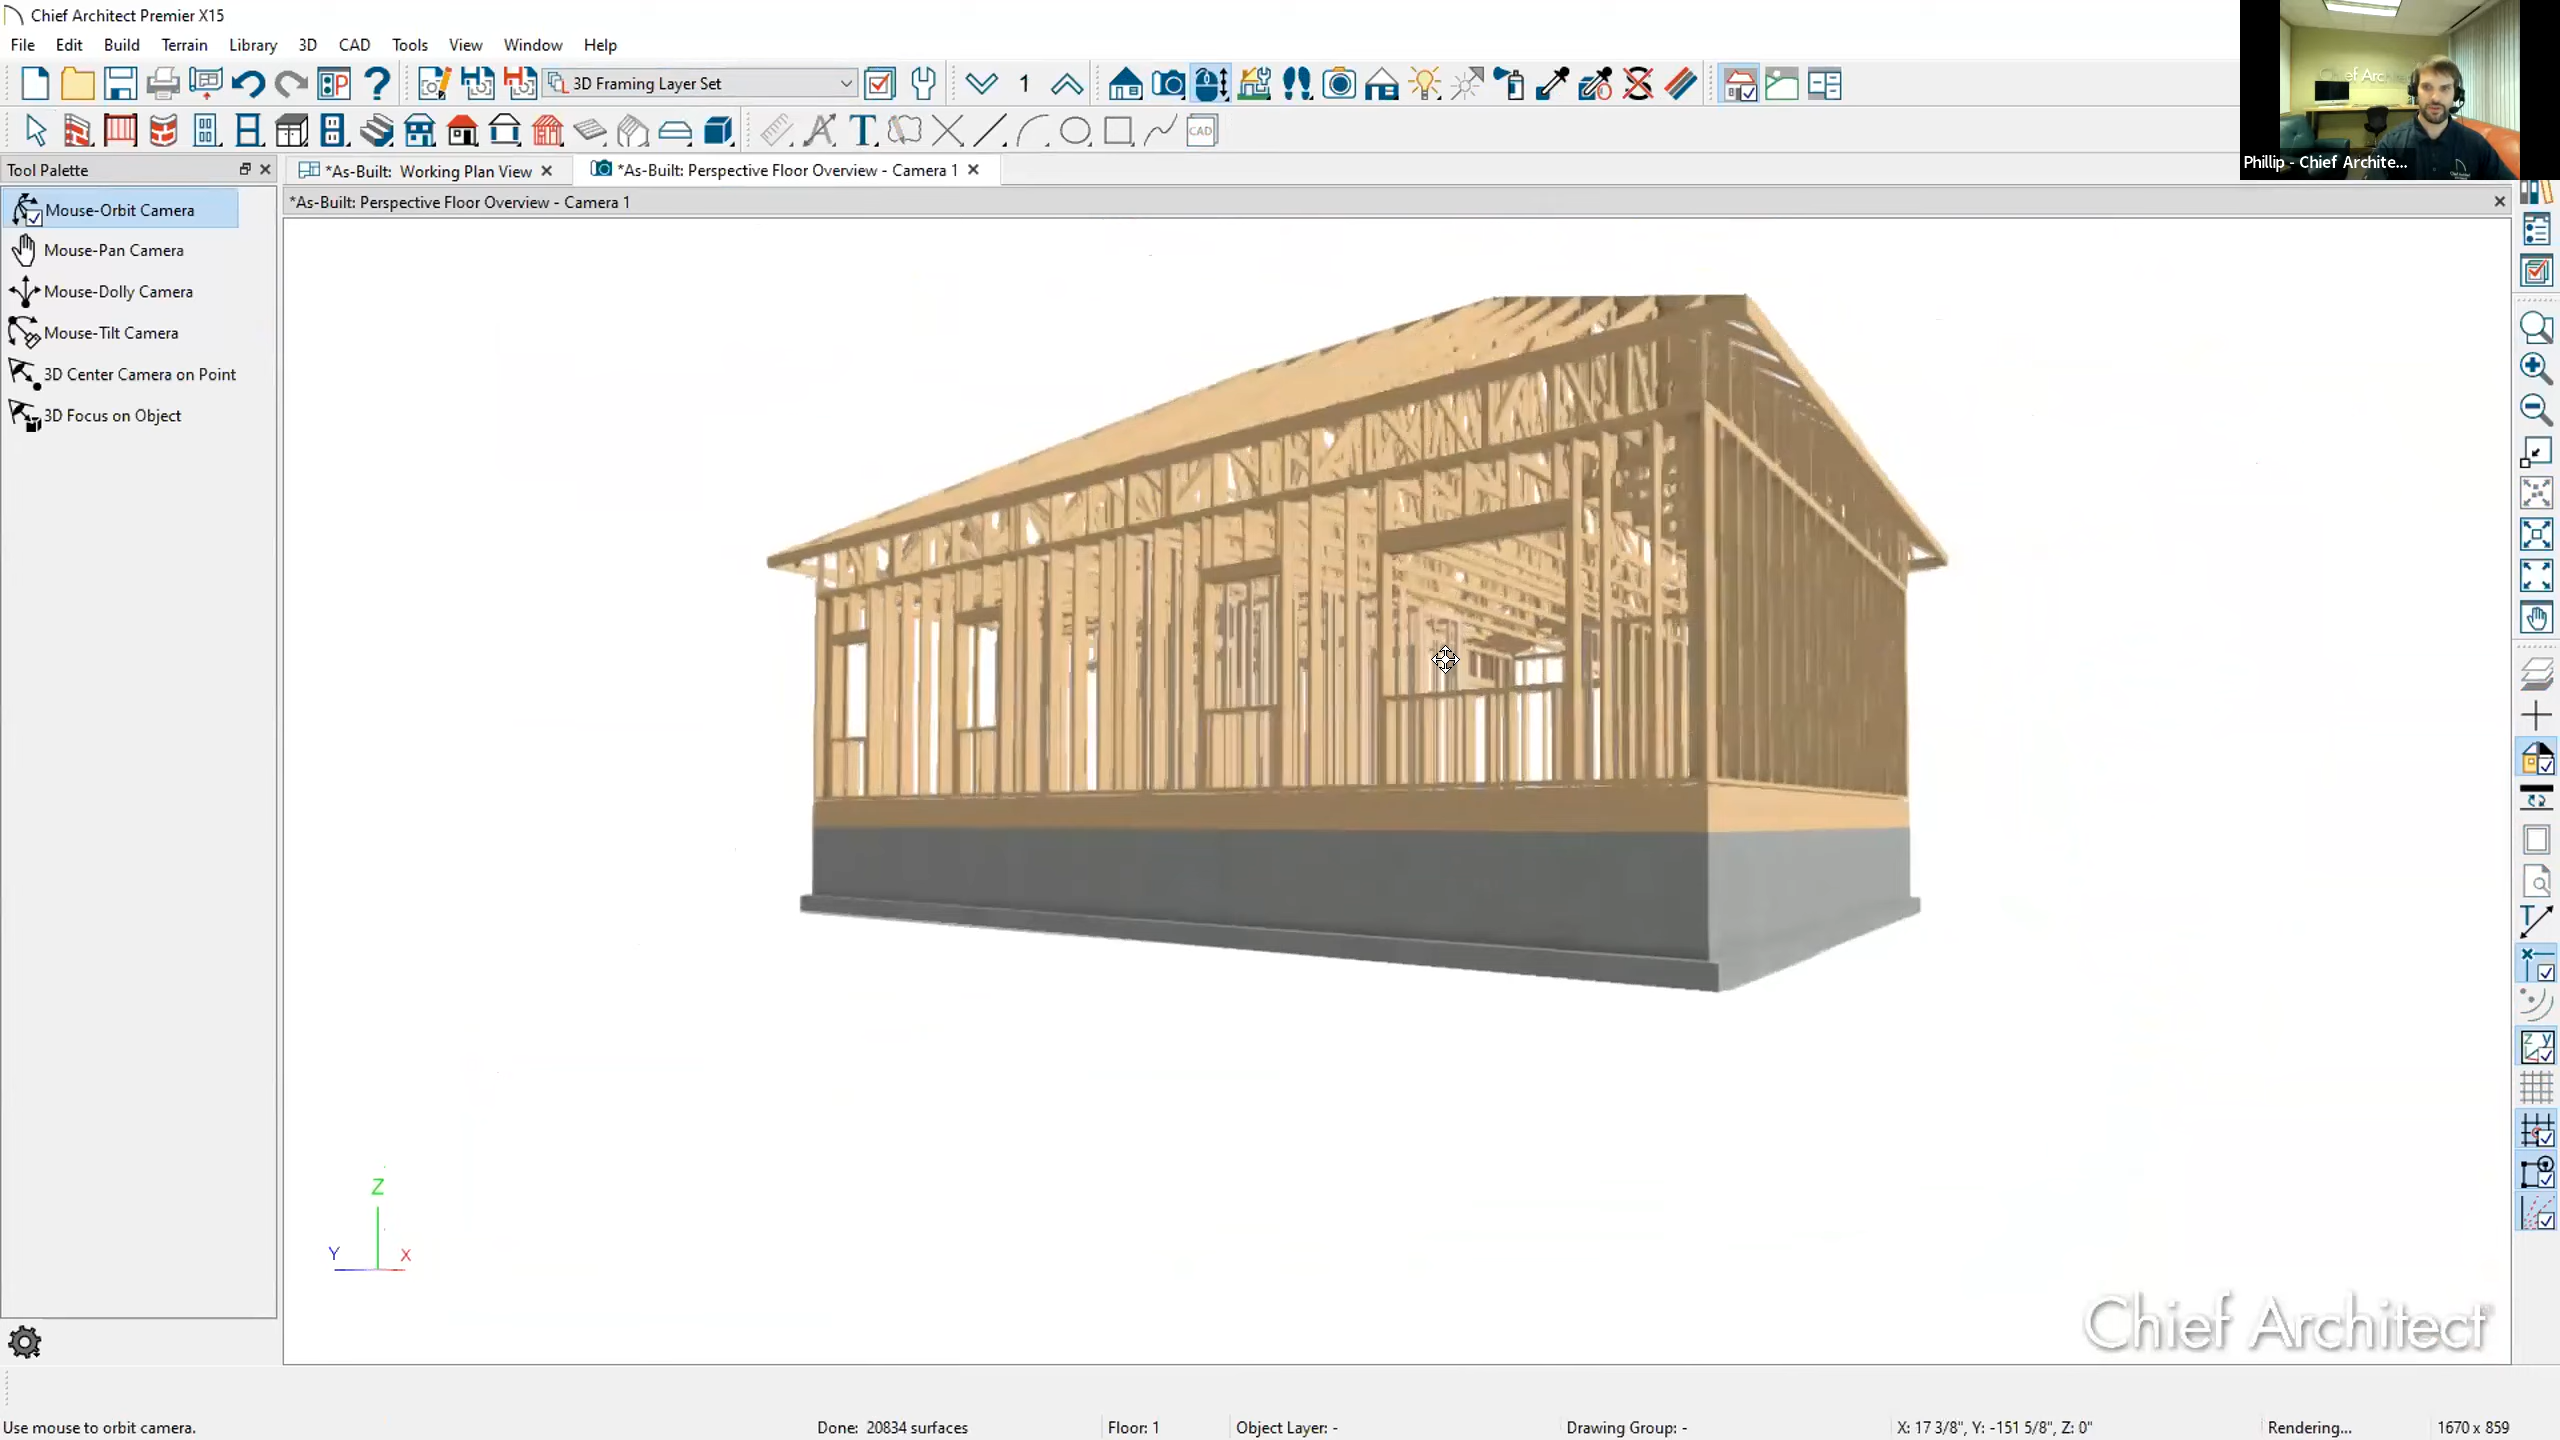 Chief Architect Premier X15
File Edit Build Terrain Library 3D CAD Tools View Window Help
3D Framing Layer Set
1
CAD
Phillip - Chief Archite...
Tool Palette
*As-Built: Working Plan View
*As-Built: Perspective Floor Overview - Camera 1
*As-Built: Perspective Floor Overview - Camera 1
Mouse-Orbit Camera
Mouse-Pan Camera
Mouse-Dolly Camera
Mouse-Tilt Camera
3D Center Camera on Point
3D Focus on Object
Z
Y X
Chief Architect
Use mouse to orbit camera. Done: 20834 surfaces Floor: 1 Object Layer: - Drawing Group: - X: 17 3/8", Y: -151 5/8", Z: 0" Rendering... 1670 x 859